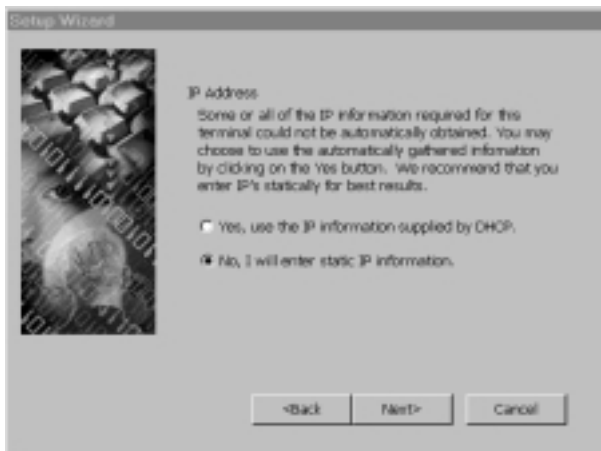 Setup Wizard
IP Address
Some or all of the IP information required for this
terminal could not be automatically obtained. You may
choose to use the automatically gathered infomation
by clicking on the Yes button. We recommend that you
enter IP's statically for best results.
Yes, use the IP information supplied by DHCP.
No, I will enter static IP information.
<Back
Next>
Cancel